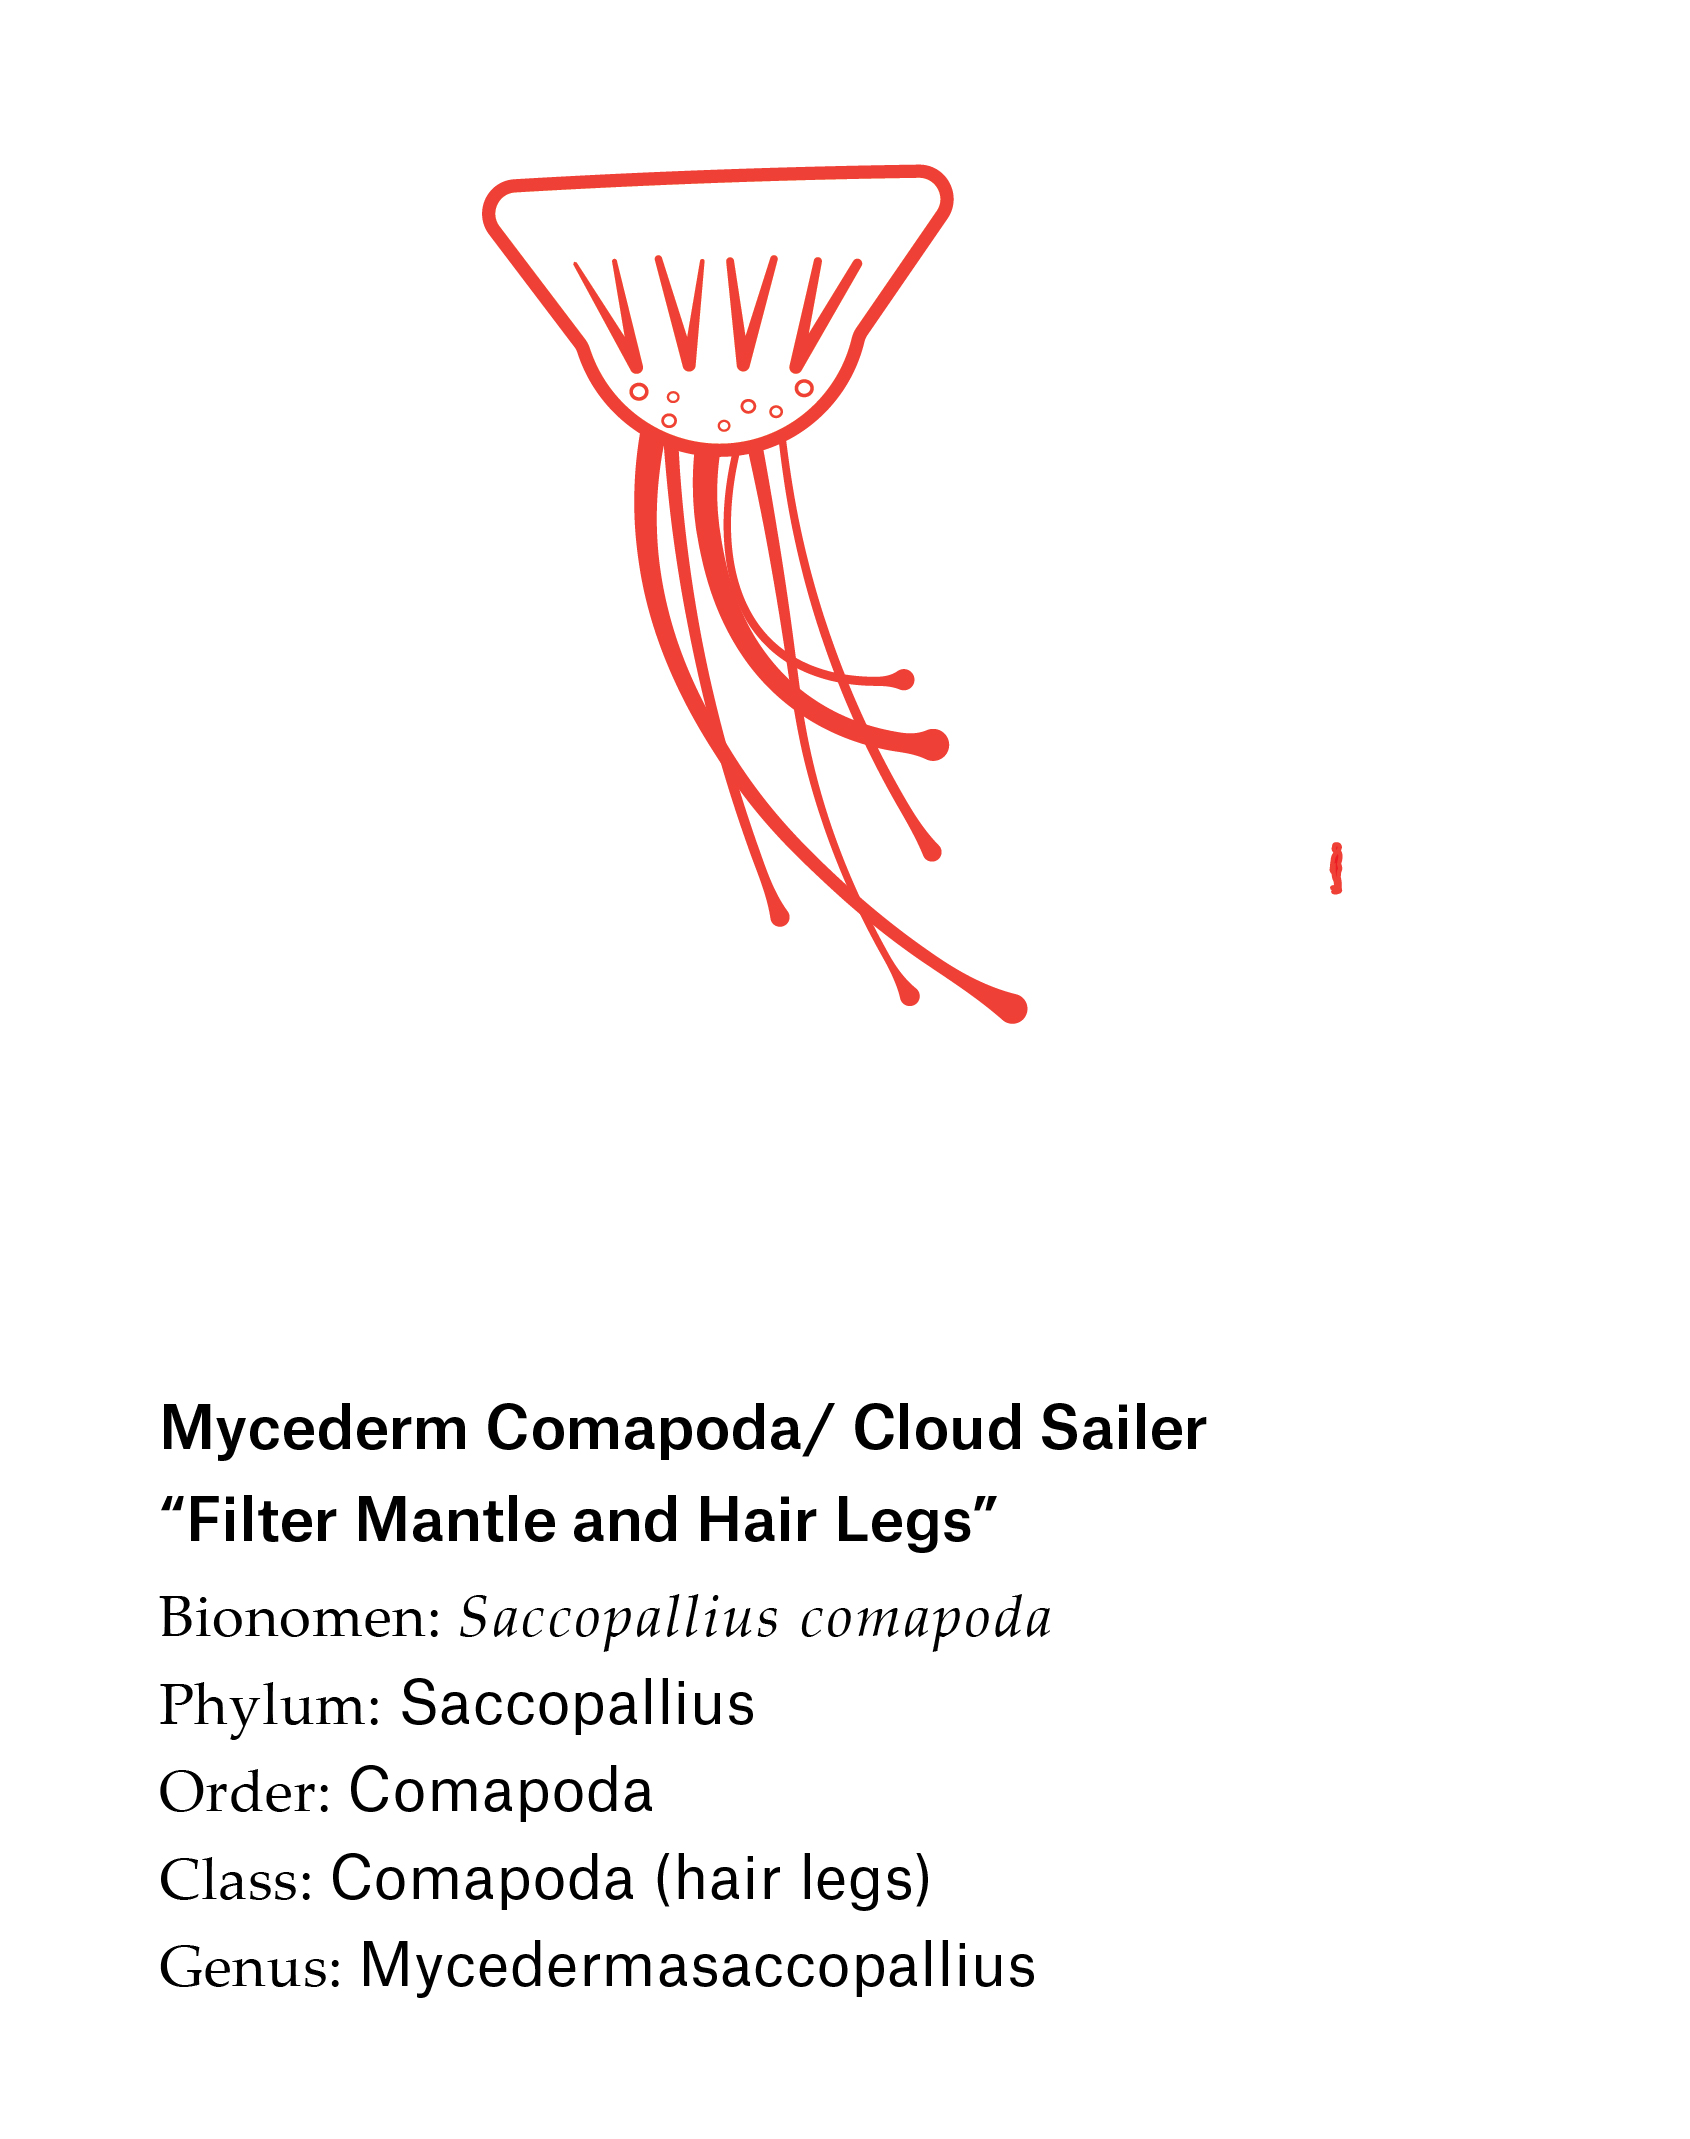 Mycederm Comapoda/ Cloud Sailer
“Filter Mantle and Hair Legs”
Bionomen: Saccopallius comapoda
Phylum: Saccopallius
Order: Comapoda
Class: Comapoda (hair legs)
Genus: Mycedermasaccopallius